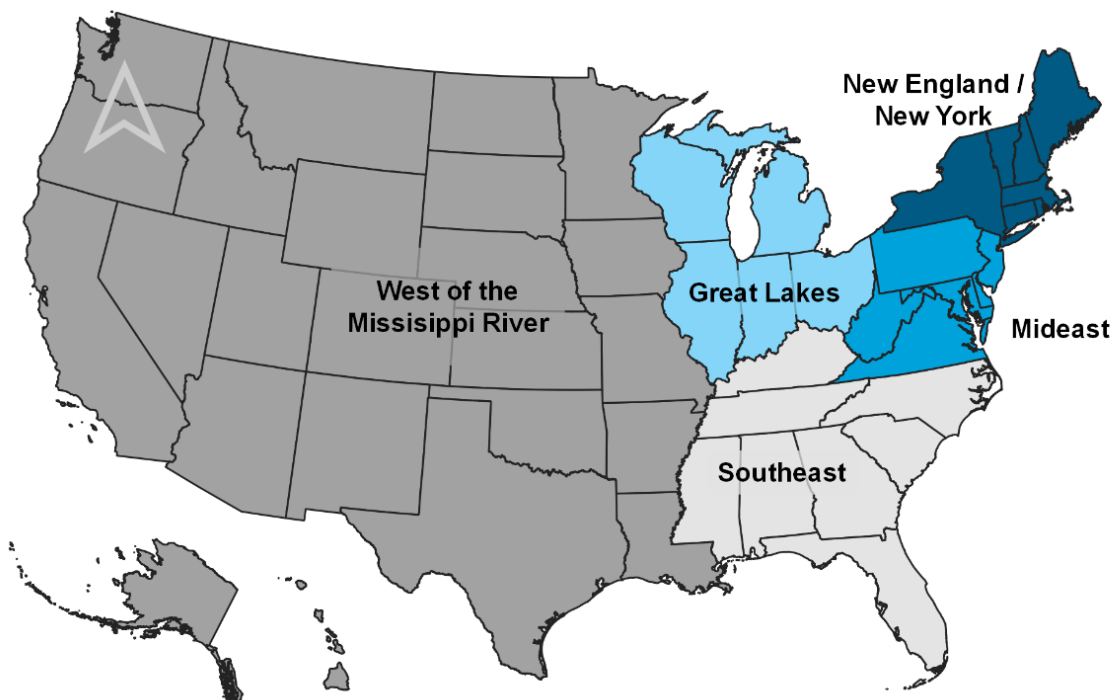 New England /
New York
West of the
Missisippi River
Great Lakes
Mideast
Southeast